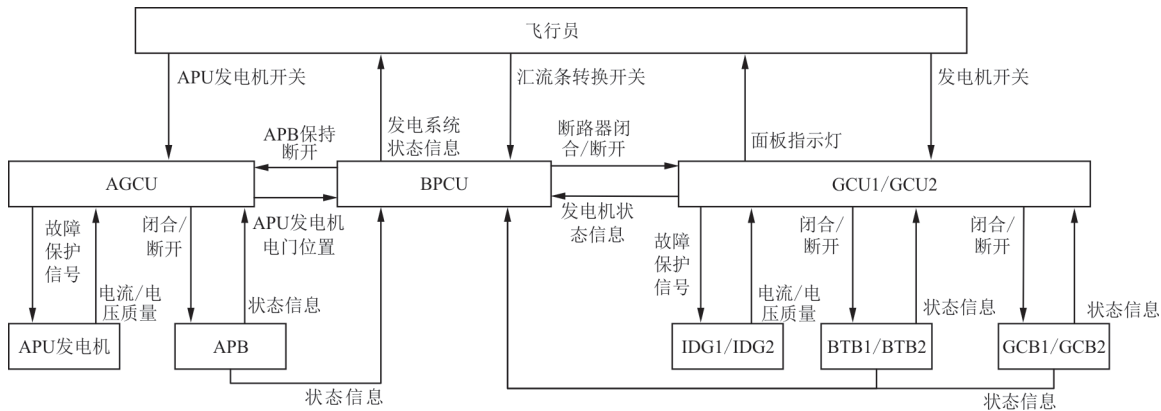 飞行员
APU发电机开关
发电系统
状态信息
汇流条转换开关
面板指示灯
发电机开关
APB保持
断开
断路器闭
合/断开
AGCU
BPCU
GCU1/GCU2
故障
保护
信号
闭合/
断开
APU发电机
电门位置
发电机状
态信息
故障
保护
信号
闭合/
断开
闭合/
断开
电流/电
压质量
状态信息
电流/电
压质量
状态信息
状态信息
APU发电机
APB
IDG1/IDG2
BTB1/BTB2
GCB1/GCB2
状态信息
状态信息